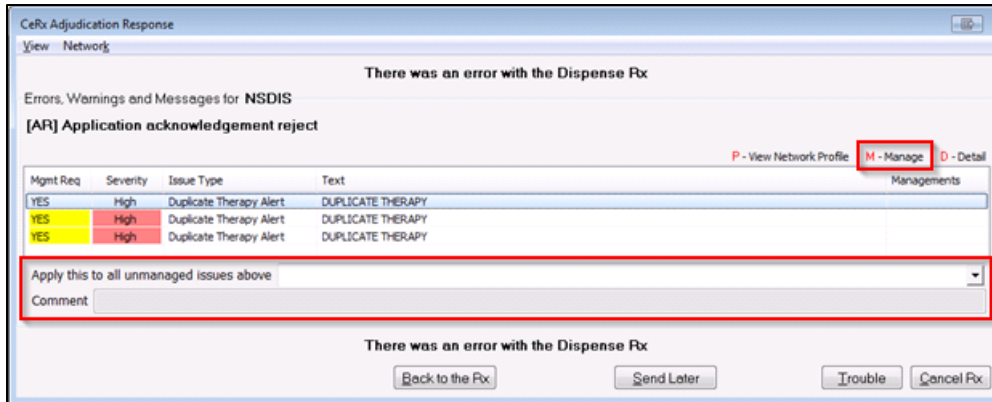 CeRx Adjudication Response
View Network
There was an error with the Dispense Rx
Errors, Warnings and Messages for NSDIS
[AR] Application acknowledgement reject
P - View Network Profile M - Manage D - Detail
Mgmt Req Severity Issue Type Text Managements
YES High Duplicate Therapy Alert DUPLICATE THERAPY
YES High Duplicate Therapy Alert DUPLICATE THERAPY
YES High Duplicate Therapy Alert DUPLICATE THERAPY
Apply this to all unmanaged issues above
Comment
There was an error with the Dispense Rx
Back to the Rx Send Later Trouble Cancel Rx